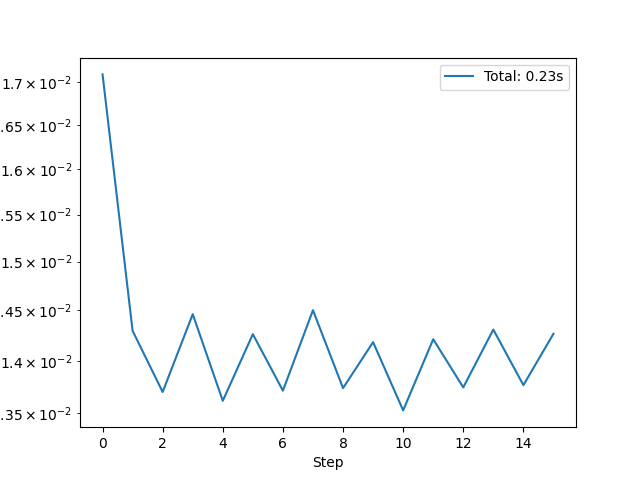 Total: 0.23s
1.7 × 10⁻²
.65 × 10⁻²
1.6 × 10⁻²
.55 × 10⁻²
1.5 × 10⁻²
.45 × 10⁻²
1.4 × 10⁻²
.35 × 10⁻²
0 2 4 6 8 10 12 14
Step